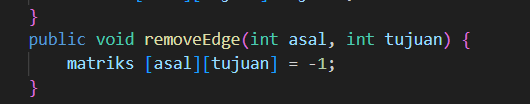 }
public void removeEdge(int asal, int tujuan) {
matriks [asal][tujuan] = -1;
}